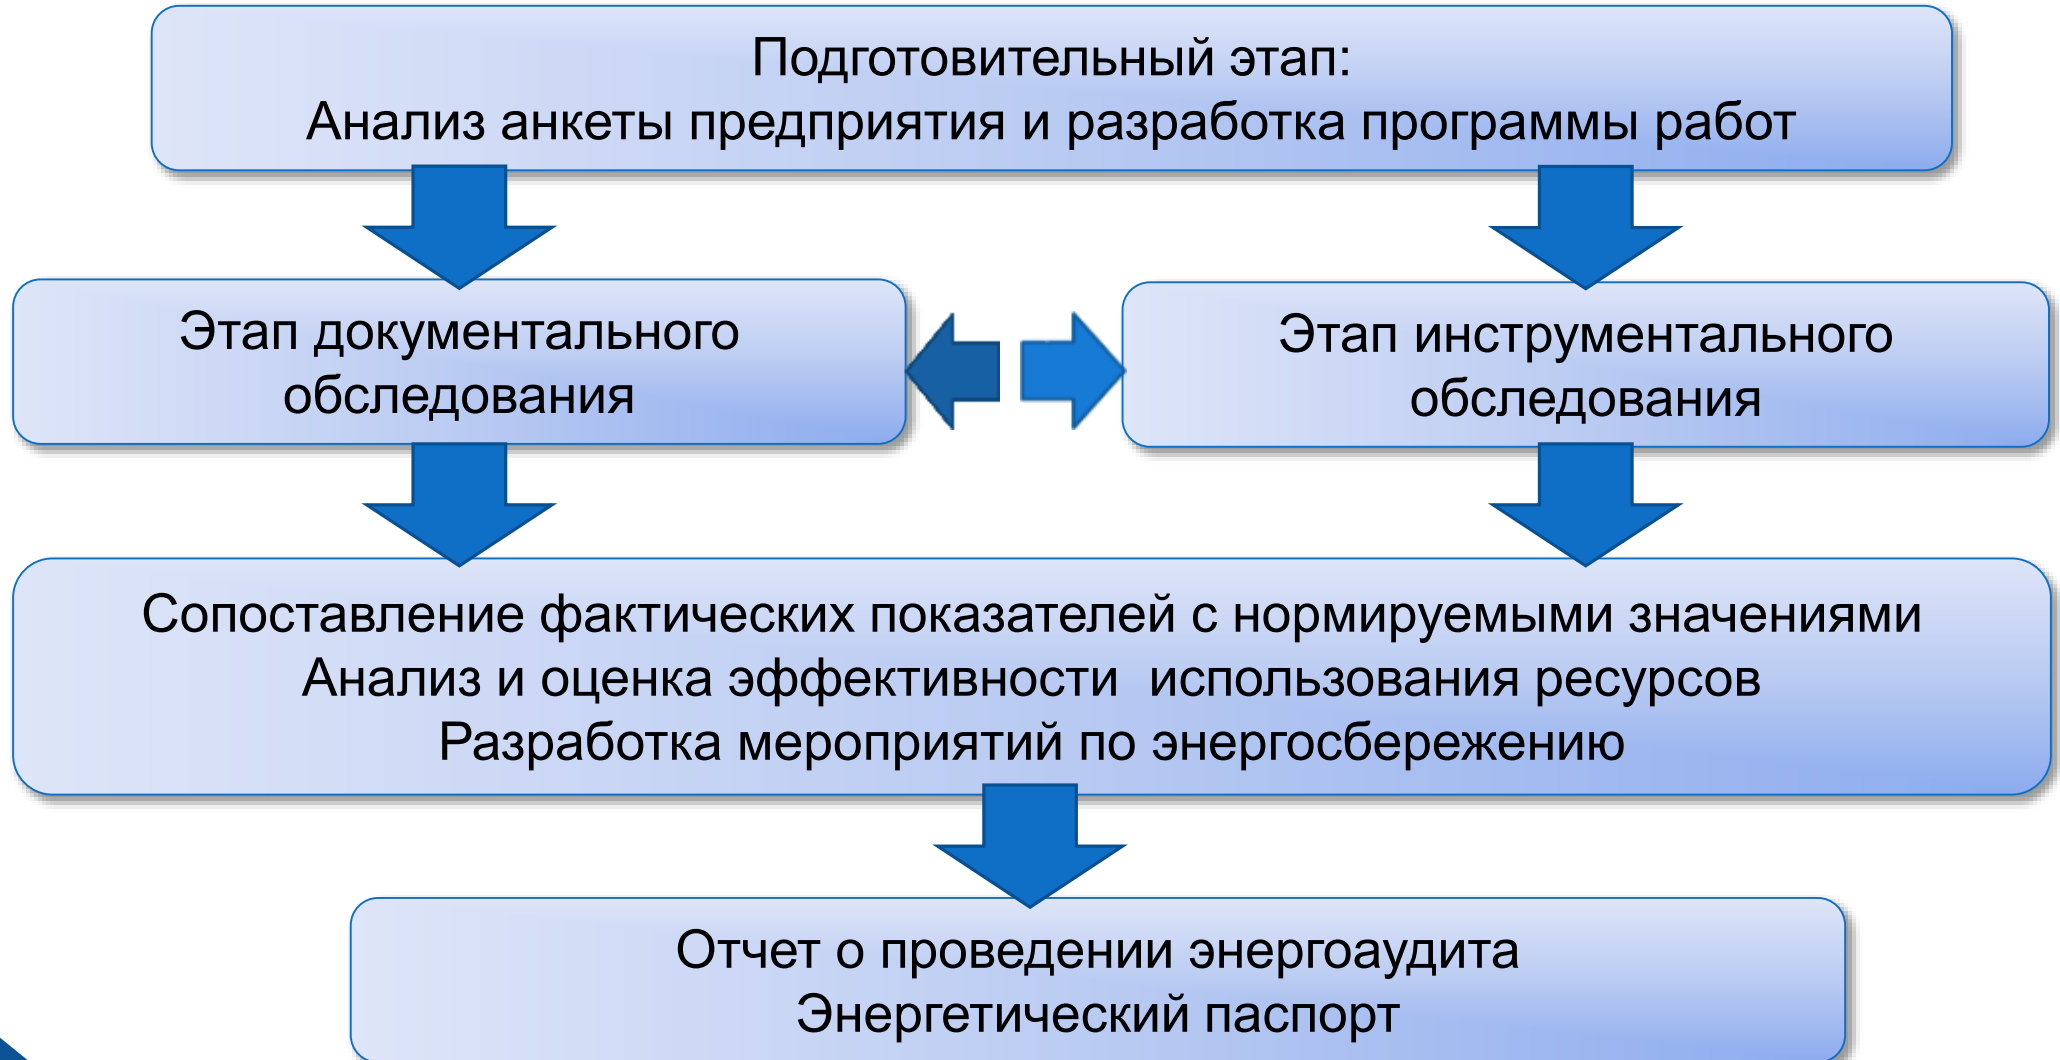 Подготовительный этап:
Анализ анкеты предприятия и разработка программы работ
Этап документального
обследования
Этап инструментального
обследования
Сопоставление фактических показателей с нормируемыми значениями
Анализ и оценка эффективности использования ресурсов
Разработка мероприятий по энергосбережению
Отчет о проведении энергоаудита
Энергетический паспорт